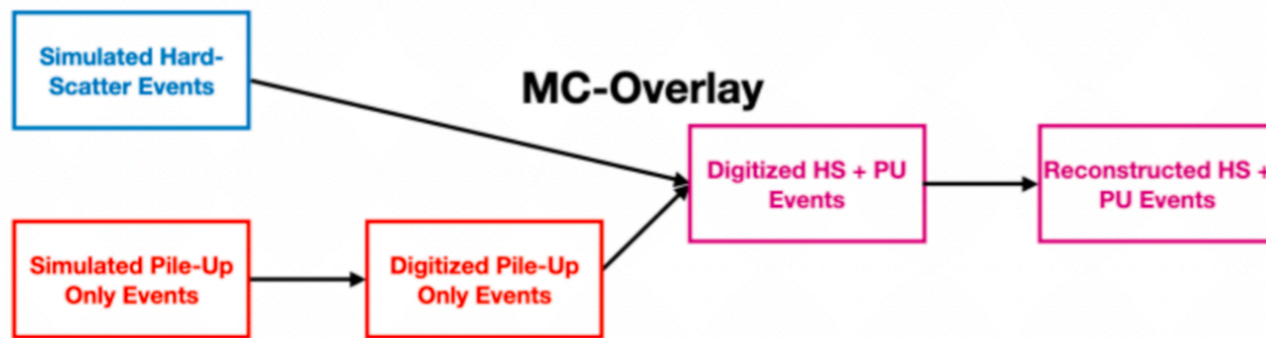 Simulated Hard-
Scatter Events
MC-Overlay
Digitized HS + PU
Events
Reconstructed HS +
PU Events
Simulated Pile-Up
Only Events
Digitized Pile-Up
Only Events